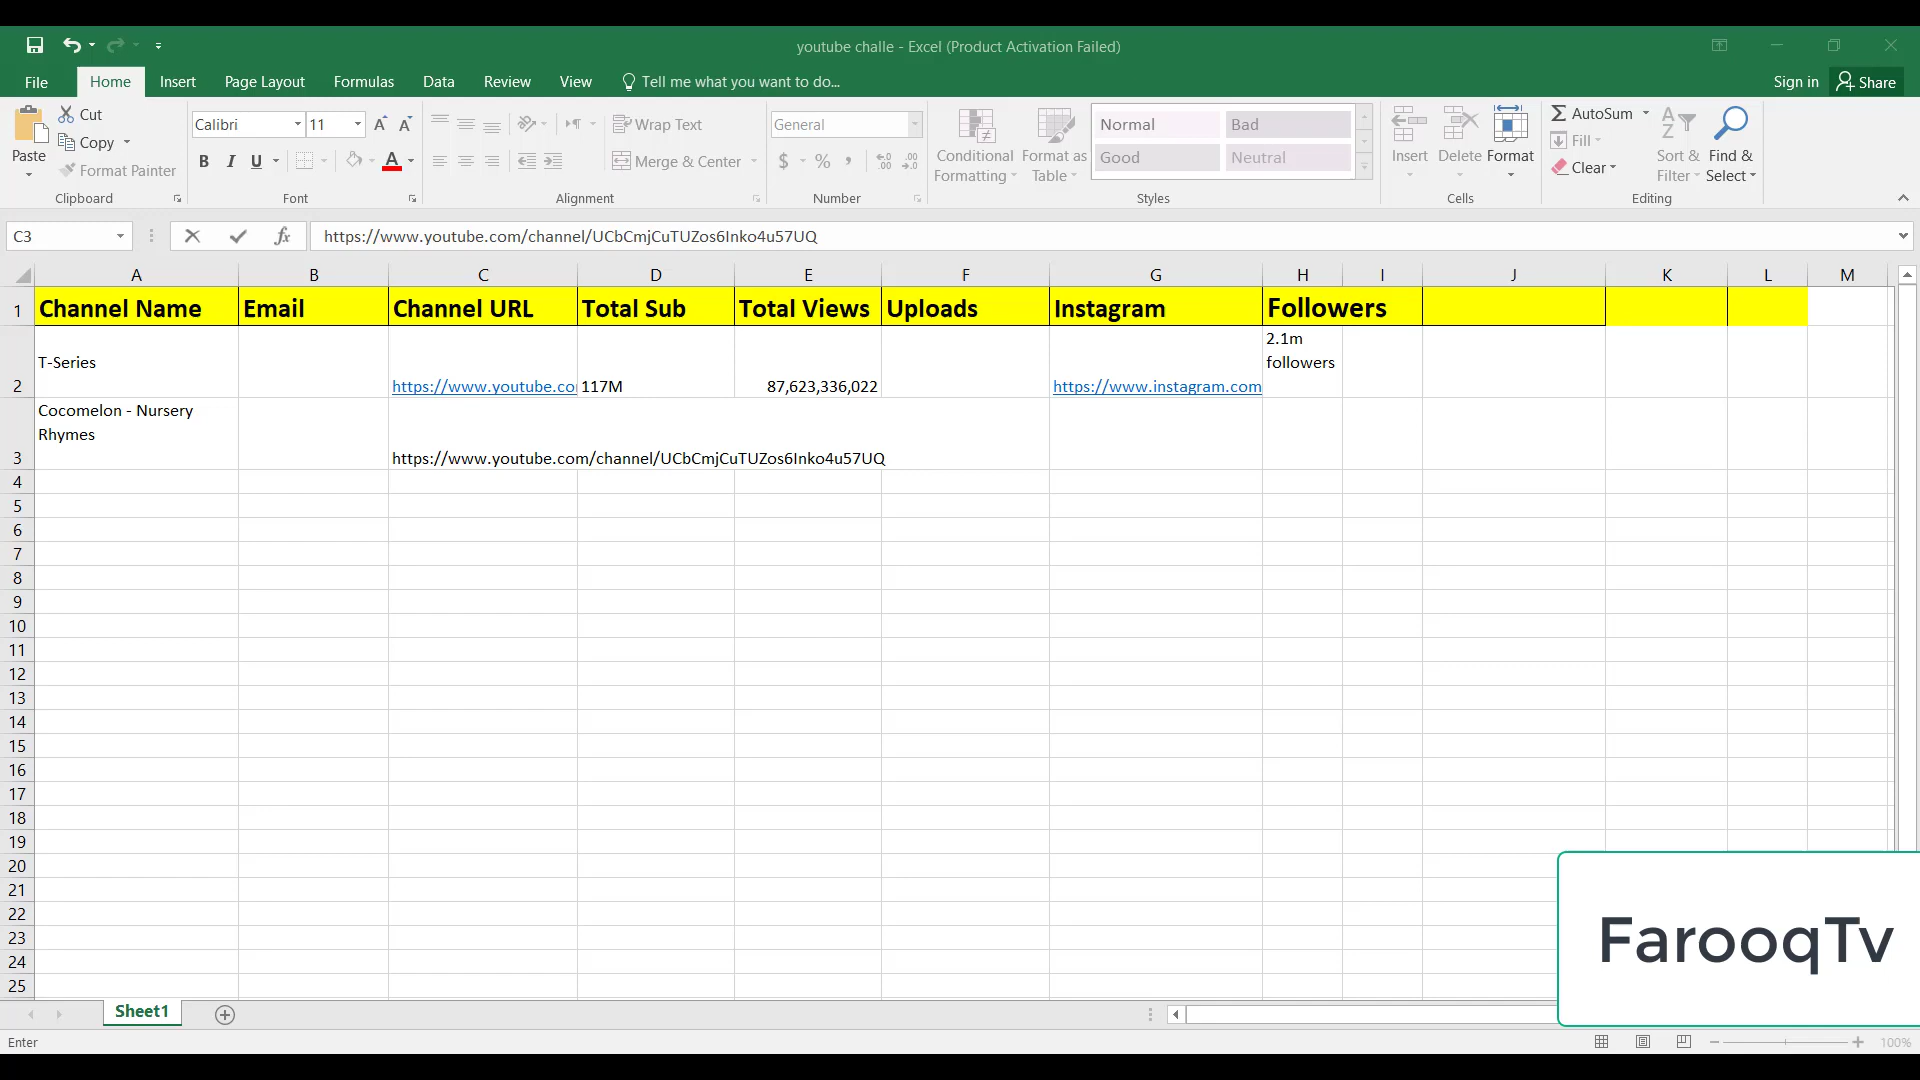 youtube challe - Excel (Product Activation Failed)
File Home Insert Page Layout Formulas Data Review View Tell me what you want to do... Sign in Share
Paste
Cut
Copy
Format Painter
Clipboard
Calibri 11
B I U A
Font
Wrap Text
Merge & Center
Alignment
General
$ % ,
Number
Conditional Formatting
Format as Table
Normal Bad
Good Neutral
Styles
Insert Delete Format
Cells
AutoSum
Fill
Clear
Sort & Filter
Find & Select
Editing
C3 fx https://www.youtube.com/channel/UCbCmjCuTUZos6Inko4u57UQ
A B C D E F G H I J K L M
1 Channel Name Email Channel URL Total Sub Total Views Uploads Instagram Followers
2 T-Series https://www.youtube.co 117M 87,623,336,022 https://www.instagram.com 2.1m followers
3 Cocomelon - Nursery Rhymes https://www.youtube.com/channel/UCbCmjCuTUZos6Inko4u57UQ
4
5
6
7
8
9
10
11
12
13
14
15
16
17
18
19
20
21
22
23
24
25
FarooqTv
Sheet1
Enter
100%